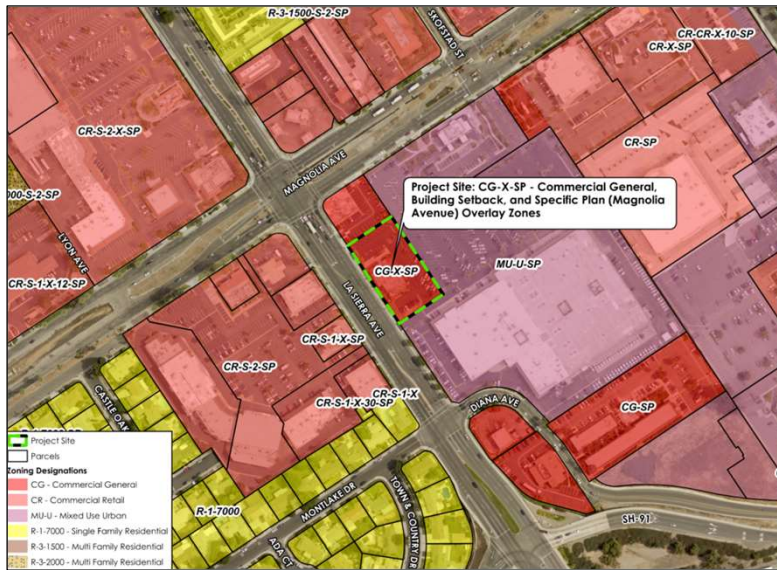 R-3-1500-S-2-SP
SKOFSTAD ST
CR-CR-X-10-SP
CR-X-SP
CR-S-2-X-SP
CR-SP
MAGNOLIA AVE
000-S-2-SP
Project Site: CG-X-SP - Commercial General,
Building Setback, and Specific Plan (Magnolia
Avenue) Overlay Zones
LYON AVE
CG-X-SP
MU-U-SP
CR-S-1-X-12-SP
LA SIERRA AVE
CR-S-1-X-SP
CR-S-2-SP
CR-S-1-X
CR-S-1-X-30-SP
CASTLE OAK
DIANA AVE
CG-SP
Project Site
Parcels
Zoning Designations
CG - Commercial General
CR - Commercial Retail
MU-U - Mixed Use Urban
R-1-7000 - Single Family Residential
R-3-1500 - Multi Family Residential
R-3-2000 - Multi Family Residential
R-1-7000
MONTLAKE DR
TOWN & COUNTRY DR
ADA CT
SH-91